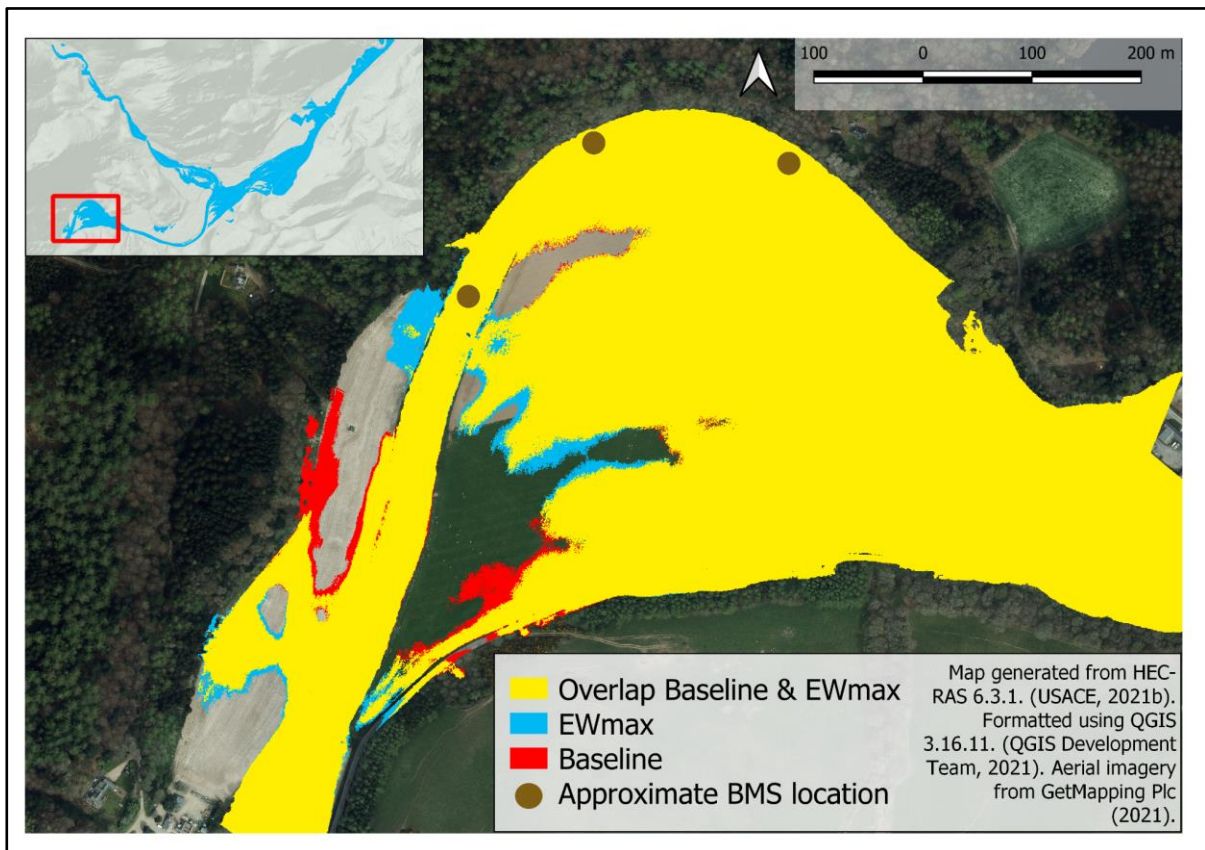 100 0 100 200 m
Overlap Baseline & EWmax
EWmax
Baseline
Approximate BMS location
Map generated from HEC-
RAS 6.3.1. (USACE, 2021b).
Formatted using QGIS
3.16.11. (QGIS Development
Team, 2021). Aerial imagery
from GetMapping Plc
(2021).